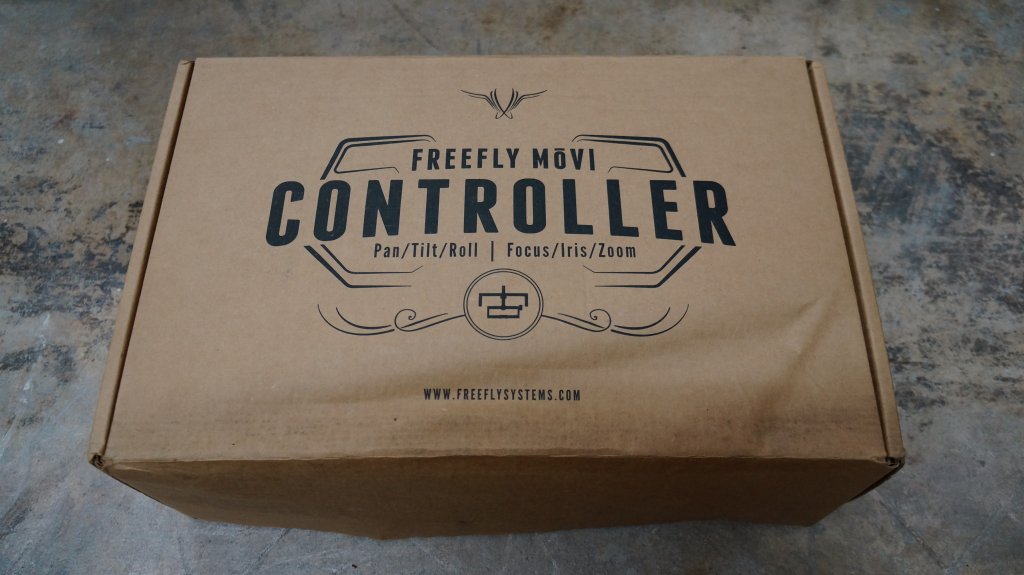 FREEFLY MōVI
CONTROLLER
Pan/Tilt/Roll | Focus/Iris/Zoom
WWW.FREEFLYSYSTEMS.COM